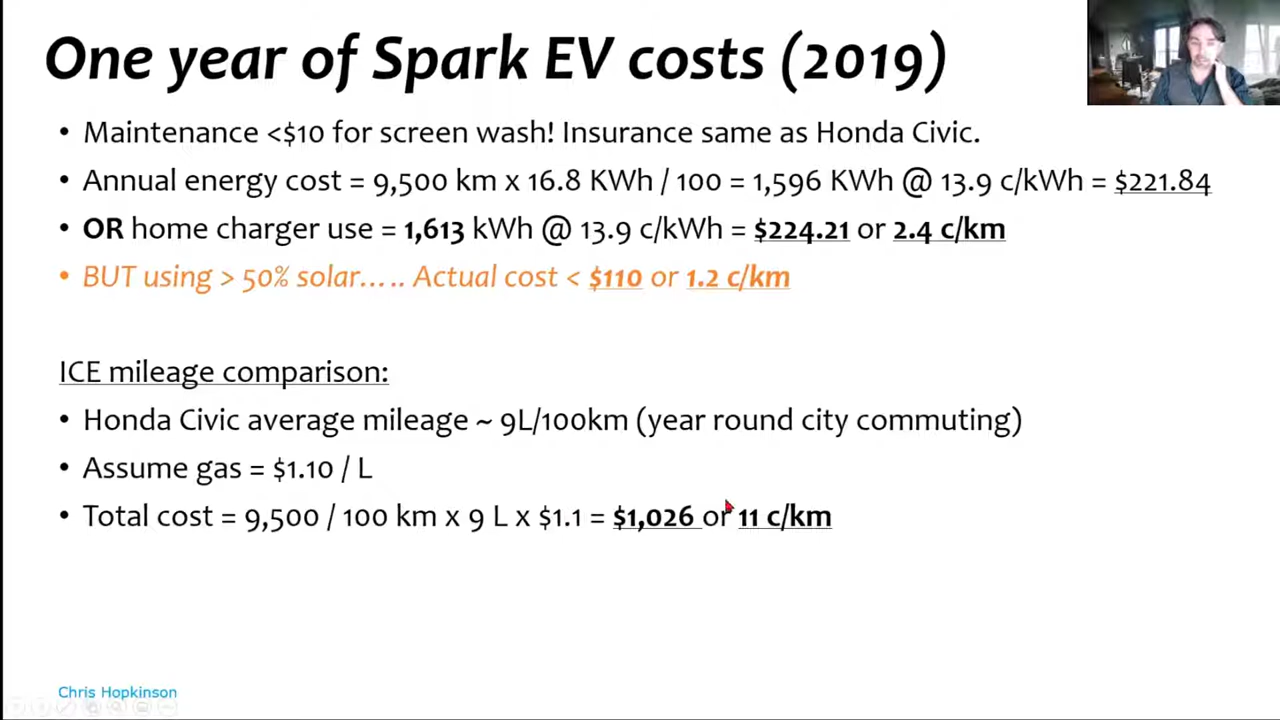 One year of Spark EV costs (2019)
• Maintenance <$10 for screen wash! Insurance same as Honda Civic.
• Annual energy cost = 9,500 km x 16.8 KWh / 100 = 1,596 KWh @ 13.9 c/kWh = $221.84
• OR home charger use = 1,613 kWh @ 13.9 c/kWh = $224.21 or 2.4 c/km
• BUT using > 50% solar..... Actual cost < $110 or 1.2 c/km
ICE mileage comparison:
• Honda Civic average mileage ~ 9L/100km (year round city commuting)
• Assume gas = $1.10 / L
• Total cost = 9,500 / 100 km x 9 L x $1.1 = $1,026 or 11 c/km
Chris Hopkinson